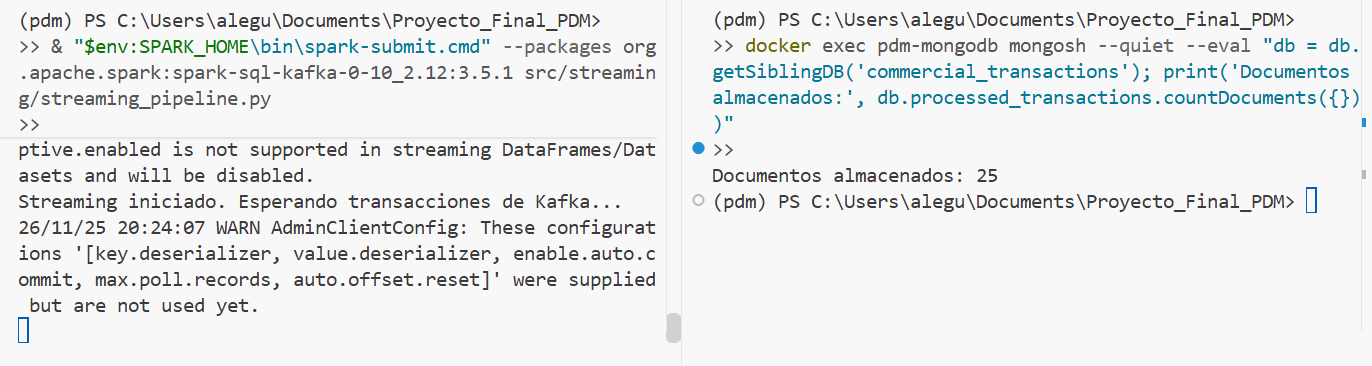 (pdm) PS C:\Users\alegu\Documents\Proyecto_Final_PDM>
>> & "$env:SPARK_HOME\bin\spark-submit.cmd" --packages org
.apache.spark:spark-sql-kafka-0-10_2.12:3.5.1 src/streamin
g/streaming_pipeline.py
>>
ptive.enabled is not supported in streaming DataFrames/Dat
asets and will be disabled.
Streaming iniciado. Esperando transacciones de Kafka...
26/11/25 20:24:07 WARN AdminClientConfig: These configurat
ions '[key.deserializer, value.deserializer, enable.auto.c
ommit, max.poll.records, auto.offset.reset]' were supplied
 but are not used yet.
(pdm) PS C:\Users\alegu\Documents\Proyecto_Final_PDM>
>> docker exec pdm-mongodb mongosh --quiet --eval "db = db.
getSiblingDB('commercial_transactions'); print('Documentos
almacenados:', db.processed_transactions.countDocuments({})
)"
>>
Documentos almacenados: 25
(pdm) PS C:\Users\alegu\Documents\Proyecto_Final_PDM>